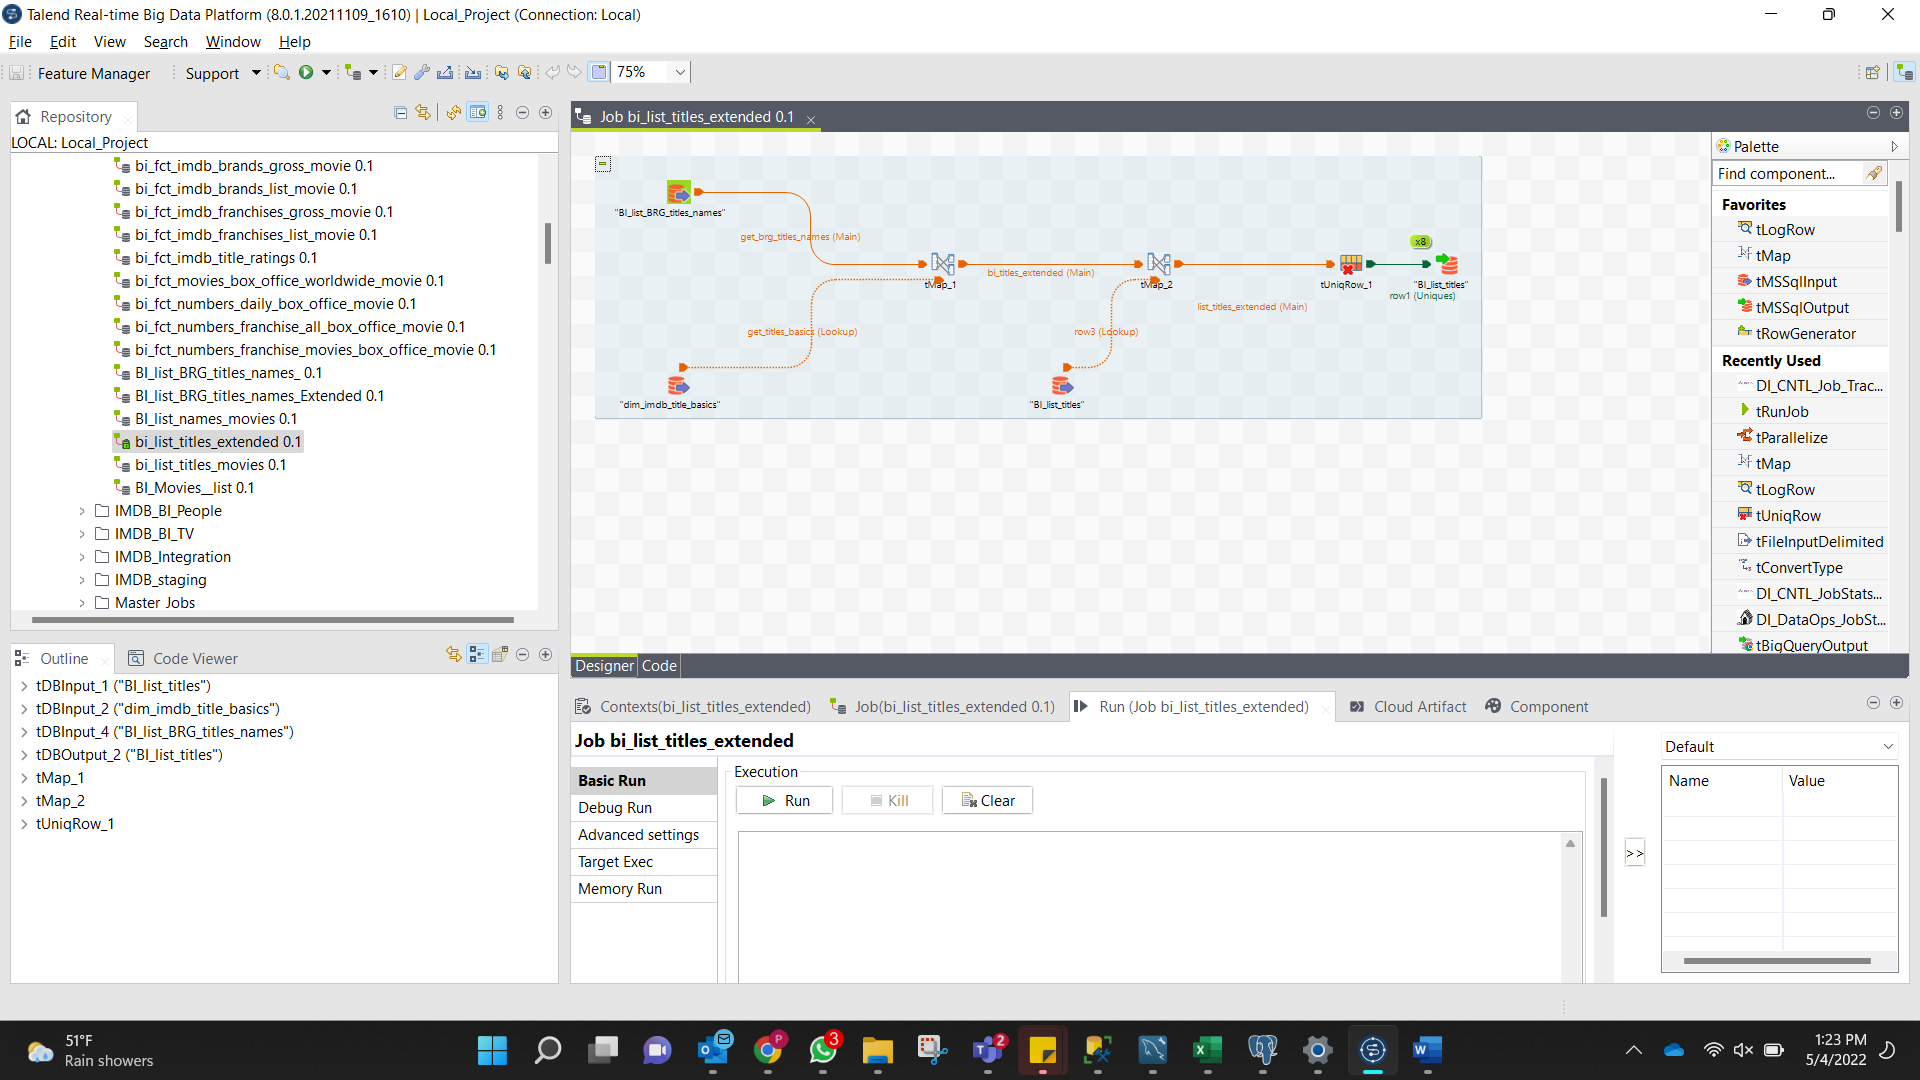 Talend Real-time Big Data Platform (8.0.1.20211109_1610) | Local_Project (Connection: Local)
File Edit View Search Window Help
Feature Manager Support 75%
Repository
LOCAL: Local_Project
bi_fct_imdb_brands_gross_movie 0.1
bi_fct_imdb_brands_list_movie 0.1
bi_fct_imdb_franchises_gross_movie 0.1
bi_fct_imdb_franchises_list_movie 0.1
bi_fct_imdb_title_ratings 0.1
bi_fct_movies_box_office_worldwide_movie 0.1
bi_fct_numbers_daily_box_office_movie 0.1
bi_fct_numbers_franchise_all_box_office_movie 0.1
bi_fct_numbers_franchise_movies_box_office_movie 0.1
BI_list_BRG_titles_names_ 0.1
BI_list_BRG_titles_names_Extended 0.1
BI_list_names_movies 0.1
bi_list_titles_extended 0.1
bi_list_titles_movies 0.1
BI_Movies__list 0.1
IMDB_BI_People
IMDB_BI_TV
IMDB_Integration
IMDB_staging
Master Jobs
Outline Code Viewer
tDBInput_1 ("BI_list_titles")
tDBInput_2 ("dim_imdb_title_basics")
tDBInput_4 ("BI_list_BRG_titles_names")
tDBOutput_2 ("BI_list_titles")
tMap_1
tMap_2
tUniqRow_1
Job bi_list_titles_extended 0.1
"BI_list_BRG_titles_names"
get_brg_titles_names (Main)
x8
bi_titles_extended (Main)
tMap_1
tMap_2
tUniqRow_1
"BI_list_titles"
row1 (Uniques)
list_titles_extended (Main)
get_titles_basics (Lookup)
row3 (Lookup)
"dim_imdb_title_basics"
"BI_list_titles"
Designer Code
Palette
Find component...
Favorites
tLogRow
tMap
tMSSqlInput
tMSSqlOutput
tRowGenerator
Recently Used
DI_CNTL_Job_Trac...
tRunJob
tParallelize
tMap
tLogRow
tUniqRow
tFileInputDelimited
tConvertType
DI_CNTL_JobStats...
DI_DataOps_JobSt...
tBigQueryOutput
Contexts(bi_list_titles_extended) Job(bi_list_titles_extended 0.1) Run (Job bi_list_titles_extended) Cloud Artifact Component
Job bi_list_titles_extended
Basic Run
Debug Run
Advanced settings
Target Exec
Memory Run
Execution
Run Kill Clear
>>
Default
Name Value
51°F
Rain showers
P
3
2
1:23 PM
5/4/2022